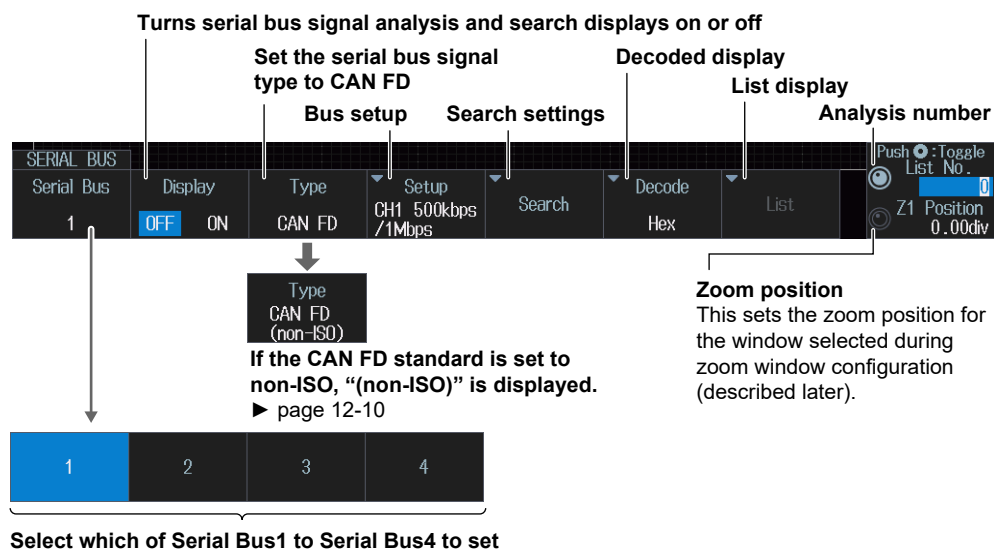 Turns serial bus signal analysis and search displays on or off
Set the serial bus signal
type to CAN FD
Decoded display
List display
Bus setup
Search settings
Analysis number
SERIAL BUS
Push :Toggle
Serial Bus
1
Display
OFF ON
Type
CAN FD
Setup
CH1 500kbps
/1Mbps
Search
Decode
Hex
List
List No.
0
Z1 Position
0.00div
Type
CAN FD
(non-ISO)
If the CAN FD standard is set to
non-ISO, “(non-ISO)” is displayed.
► page 12-10
Zoom position
This sets the zoom position for
the window selected during
zoom window configuration
(described later).
1 2 3 4
Select which of Serial Bus1 to Serial Bus4 to set